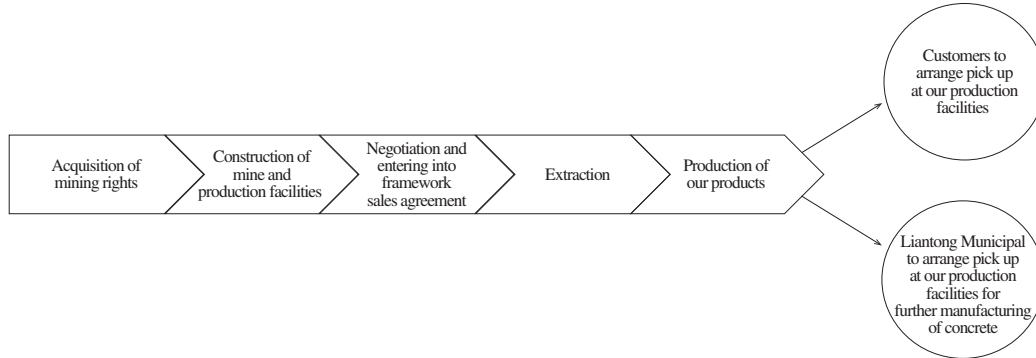 Acquisition of
mining rights
Construction of
mine and
production facilities
Negotiation and
entering into
framework
sales agreement
Extraction
Production of
our products
Customers to
arrange pick up
at our production
facilities
Liantong Municipal
to arrange pick up
at our production
facilities for
further manufacturing
of concrete